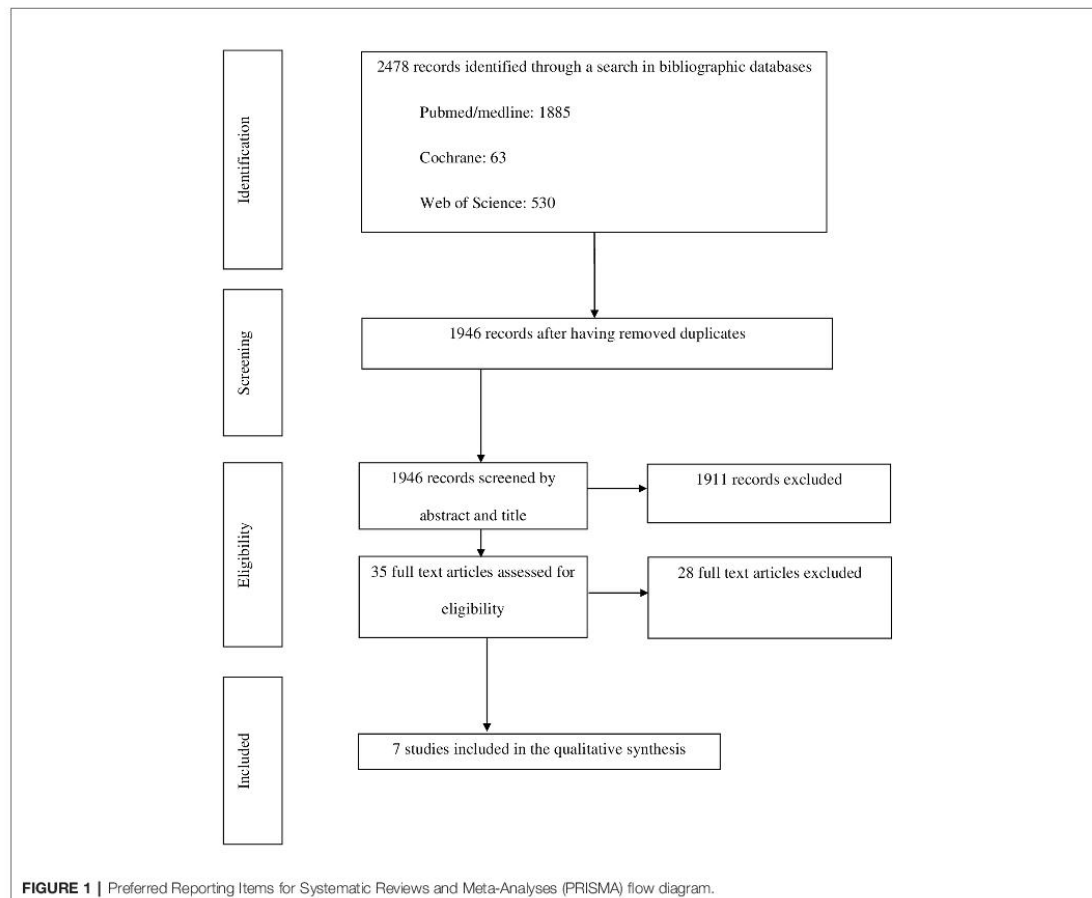 Identification
2478 records identified through a search in bibliographic databases
Pubmed/medline: 1885
Cochrane: 63
Web of Science: 530
Screening
1946 records after having removed duplicates
Eligibility
1946 records screened by
abstract and title
1911 records excluded
35 full text articles assessed for
eligibility
28 full text articles excluded
Included
7 studies included in the qualitative synthesis
FIGURE 1 | Preferred Reporting Items for Systematic Reviews and Meta-Analyses (PRISMA) flow diagram.